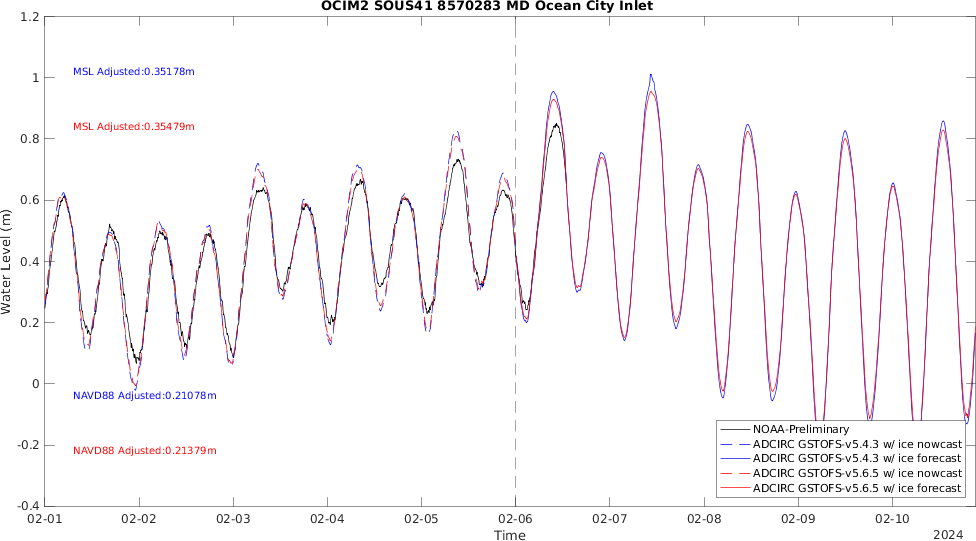 OCIM2 SOUS41 8570283 MD Ocean City Inlet
1.2
1
0.8
0.6
0.4
0.2
0
-0.2
-0.4
Water Level (m)
MSL Adjusted:0.35178m
MSL Adjusted:0.35479m
NAVD88 Adjusted:0.21078m
NAVD88 Adjusted:0.21379m
NOAA-Preliminary
ADCIRC GSTOFS-v5.4.3 w/ ice nowcast
ADCIRC GSTOFS-v5.4.3 w/ ice forecast
ADCIRC GSTOFS-v5.6.5 w/ ice nowcast
ADCIRC GSTOFS-v5.6.5 w/ ice forecast
02-01 02-02 02-03 02-04 02-05 02-06 02-07 02-08 02-09 02-10
Time
2024